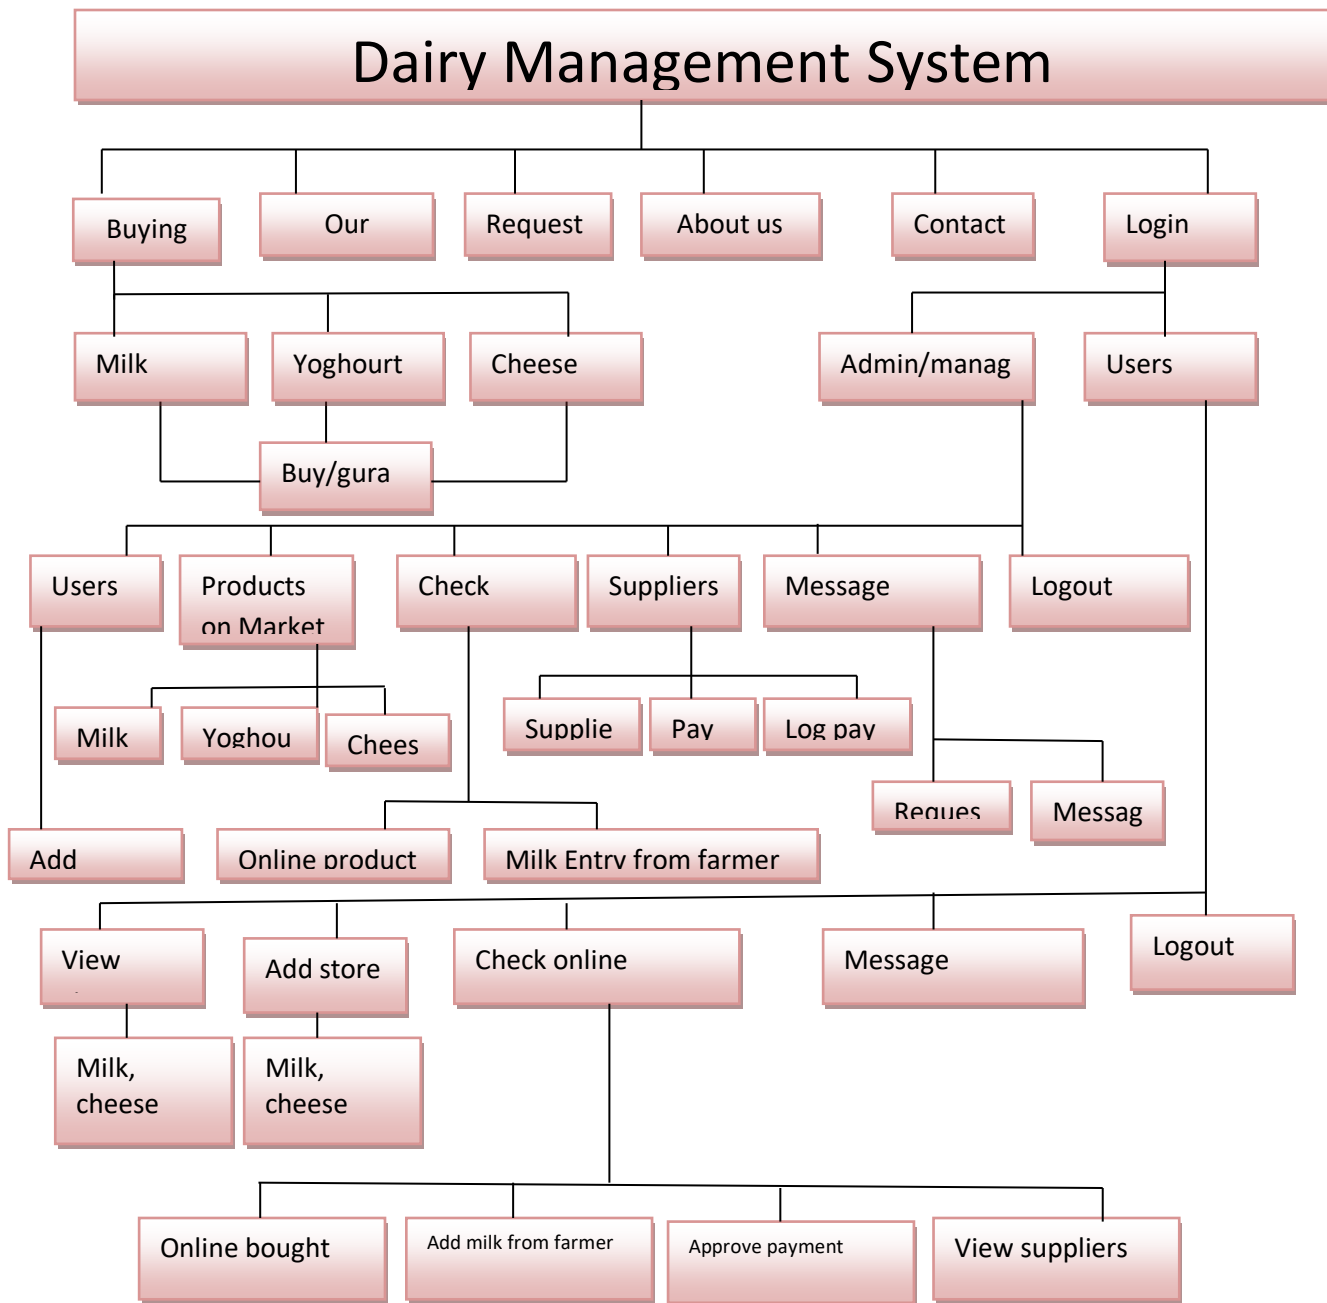 Dairy Management System
Buying
Our
Request
About us
Contact
Login
Milk
Yoghourt
Cheese
Admin/manag
Users
Buy/gura
Users
Products
on Market
Check
Suppliers
Message
Logout
Milk
Yoghou
Chees
Supplie
Pay
Log pay
Reques
Messag
Add
Online product
Milk Entry from farmer
View
Add store
Check online
Message
Logout
Milk,
cheese
Milk,
cheese
Online bought
Add milk from farmer
Approve payment
View suppliers